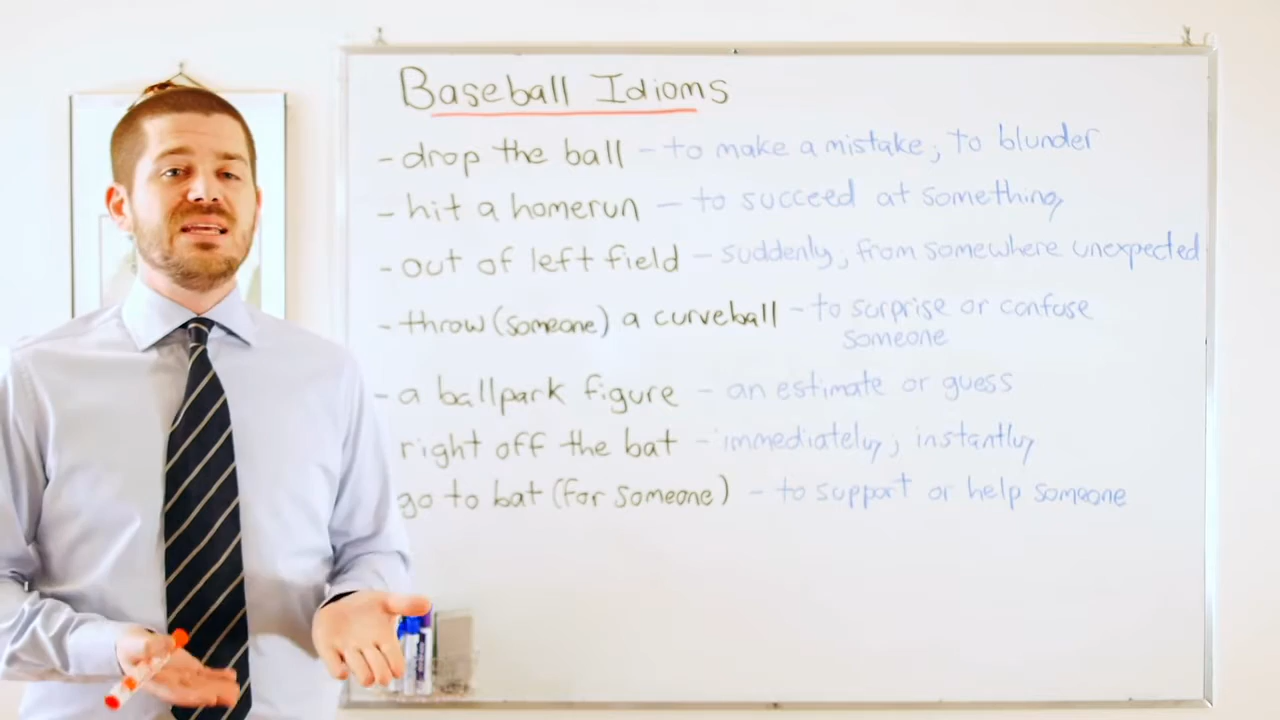 Baseball Idioms
- drop the ball - to make a mistake; to blunder
- hit a homerun - to succeed at something
- out of left field - suddenly; from somewhere unexpected
- throw (someone) a curveball - to surprise or confuse
someone
- a ballpark figure - an estimate or guess
right off the bat - immediately; instantly
go to bat (for someone) - to support or help someone